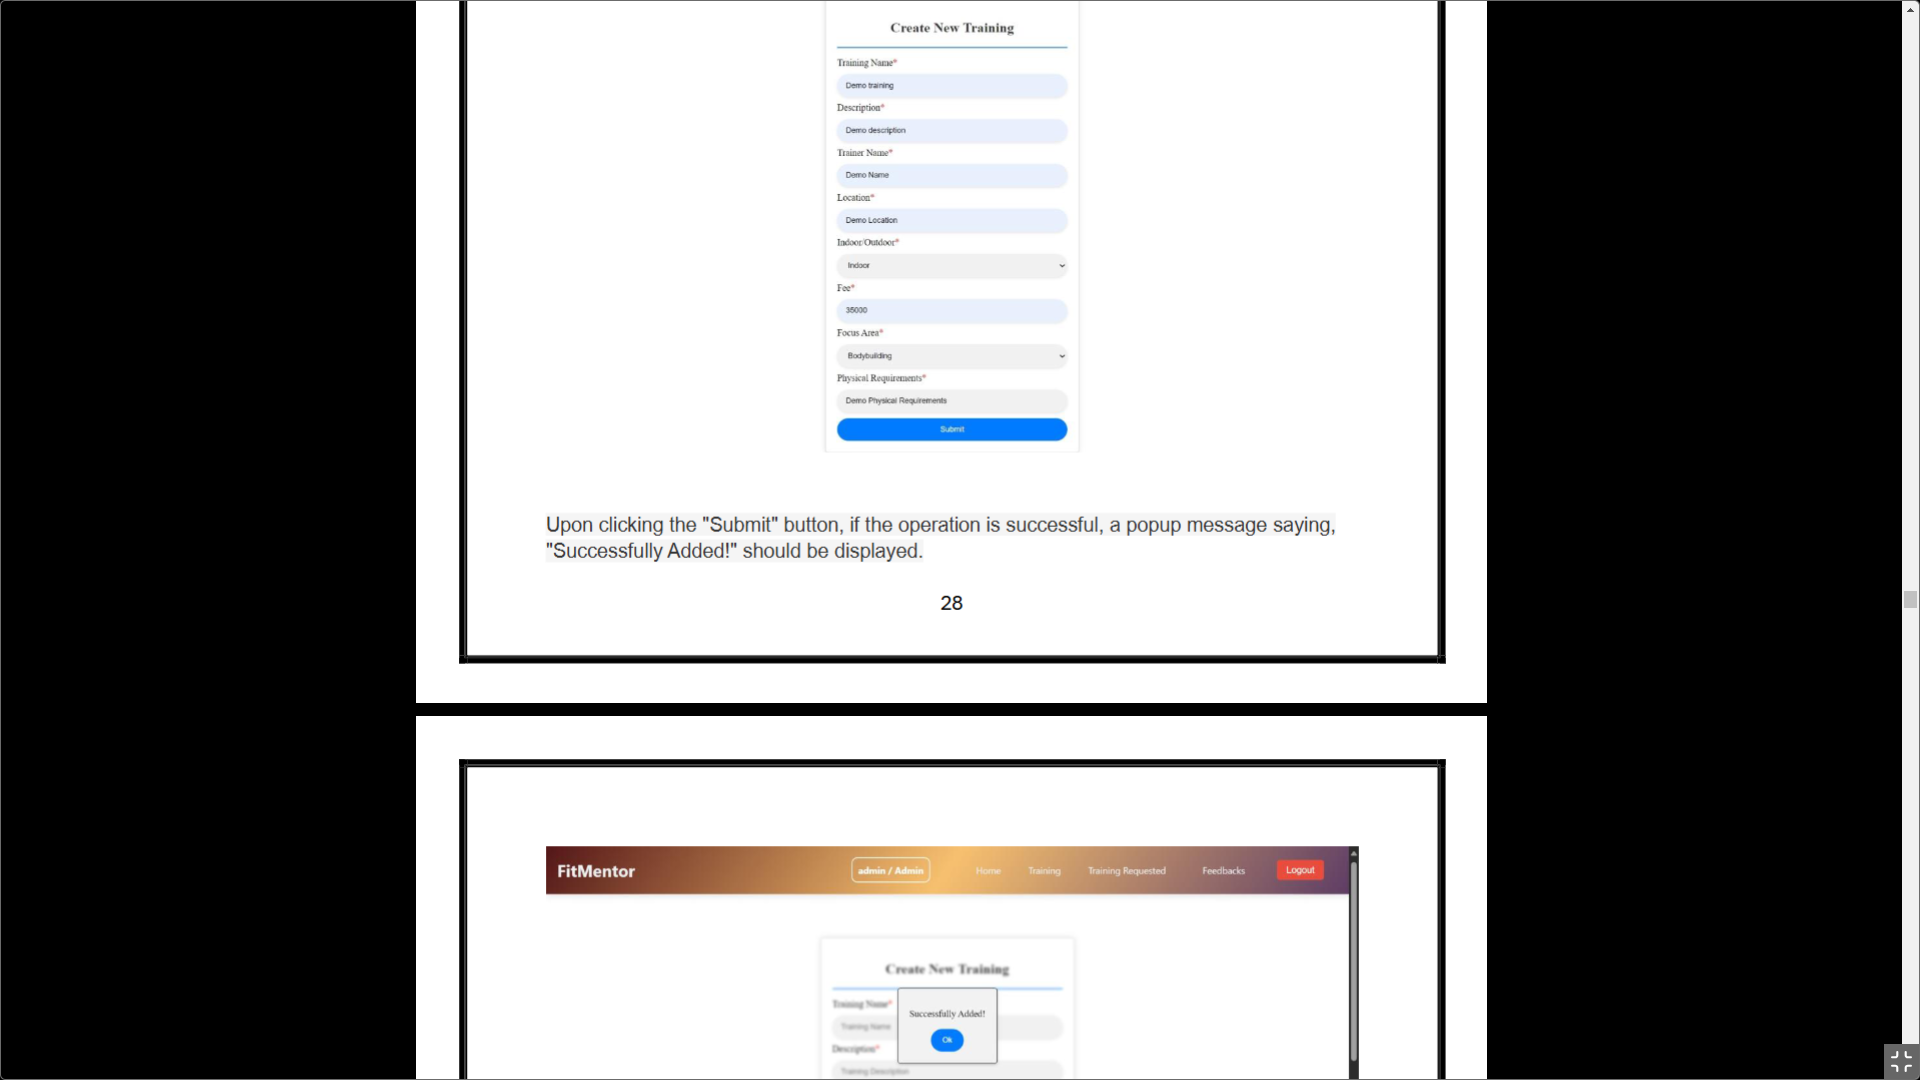 Create New Training
Training Name*
Demo training
Description*
Demo description
Trainer Name*
Demo Name
Location*
Demo Location
Indoor/Outdoor*
Indoor
Fee*
35000
Focus Area*
Bodybuilding
Physical Requirements*
Demo Physical Requirements
Submit
Upon clicking the "Submit" button, if the operation is successful, a popup message saying,
"Successfully Added!" should be displayed.
28
FitMentor admin / Admin Home Training Training Requested Feedbacks Logout
Create New Training
Training Name*
Successfully Added!
Training Name
Ok
Description*
Training Description